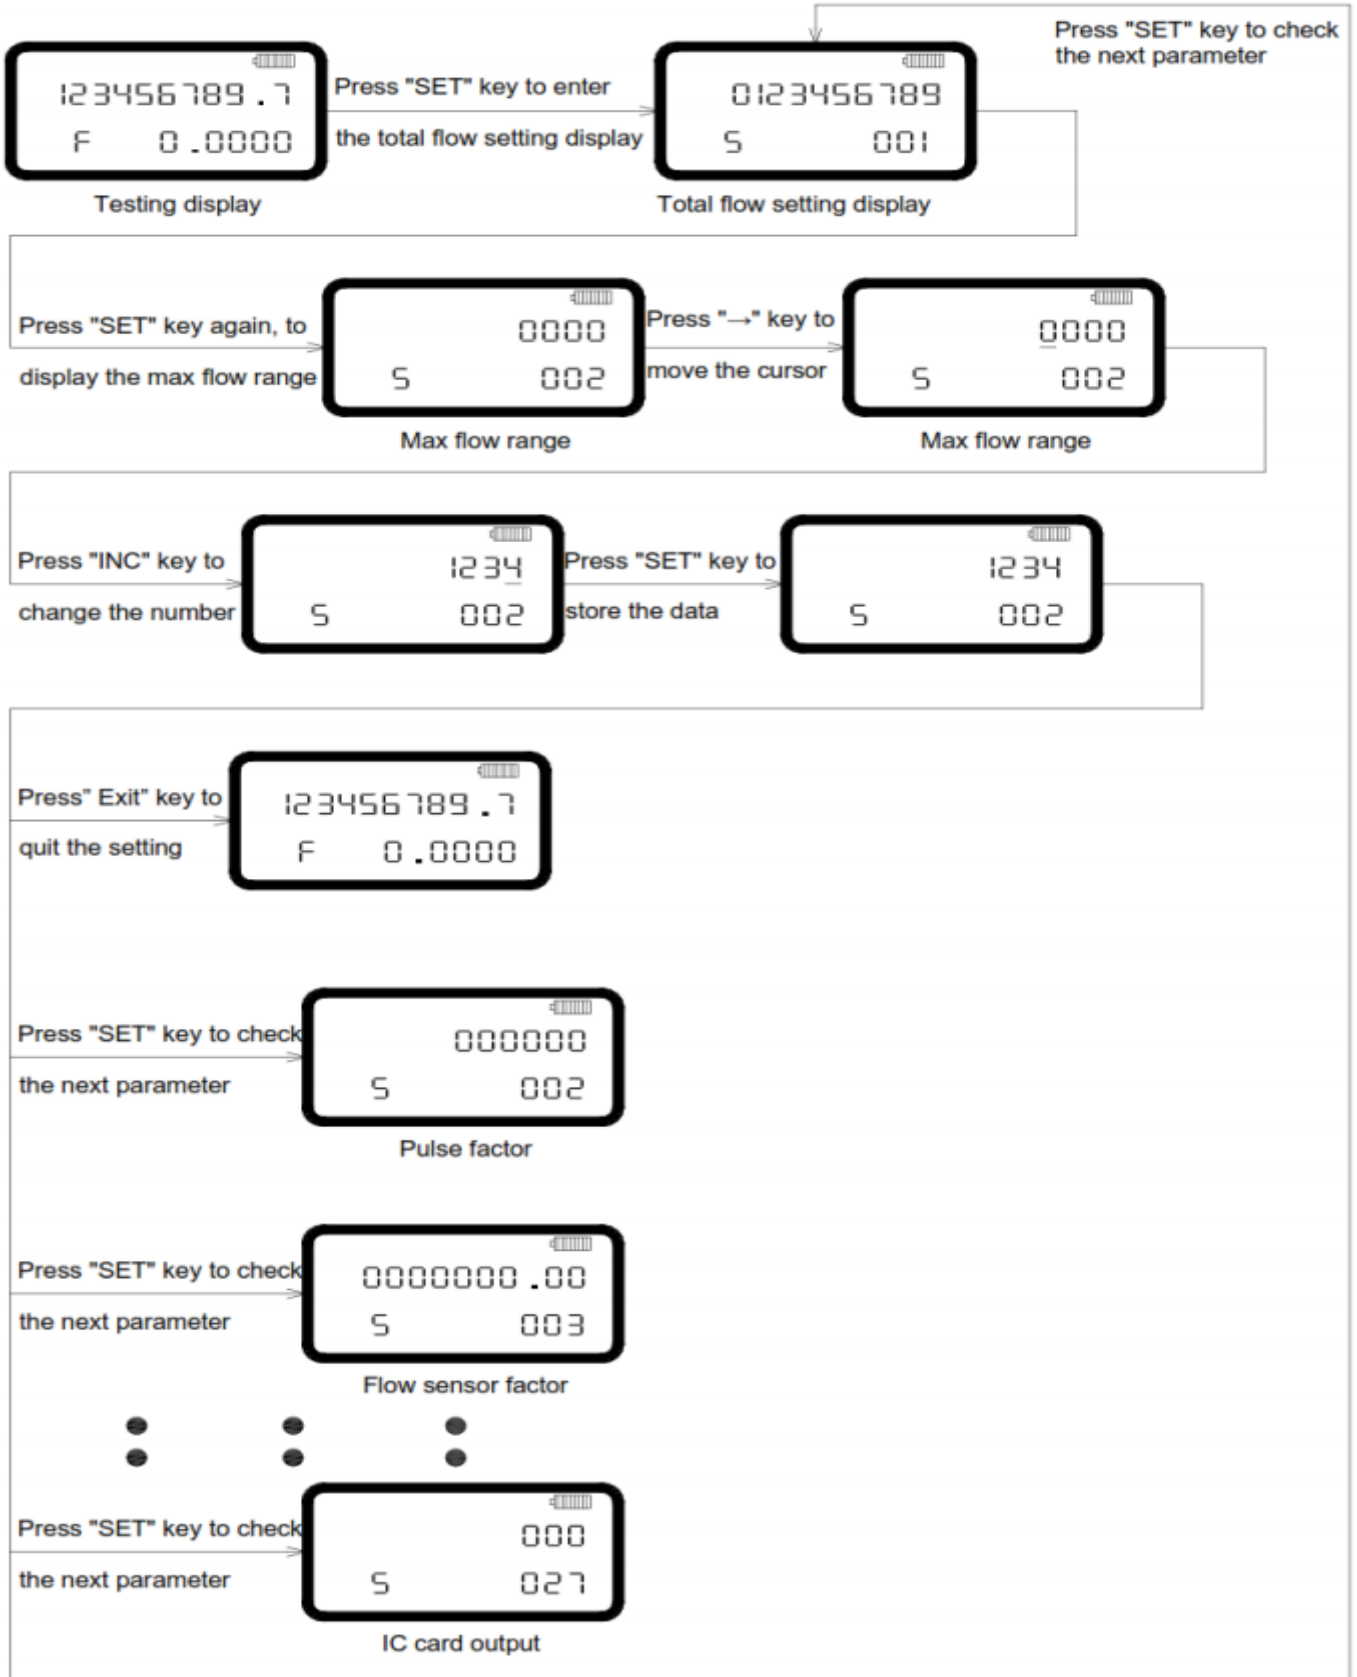 Press "SET" key to check
the next parameter
123456789.7
F 0.0000
Testing display
Press "SET" key to enter
the total flow setting display
0123456789
S 001
Total flow setting display
Press "SET" key again, to
display the max flow range
0000
S 002
Max flow range
Press "→" key to
move the cursor
0000
S 002
Max flow range
Press "INC" key to
change the number
1234
S 002
Press "SET" key to
store the data
1234
S 002
Press" Exit" key to
quit the setting
123456789.7
F 0.0000
Press "SET" key to check
the next parameter
000000
S 002
Pulse factor
Press "SET" key to check
the next parameter
0000000.00
S 003
Flow sensor factor
Press "SET" key to check
the next parameter
000
S 027
IC card output